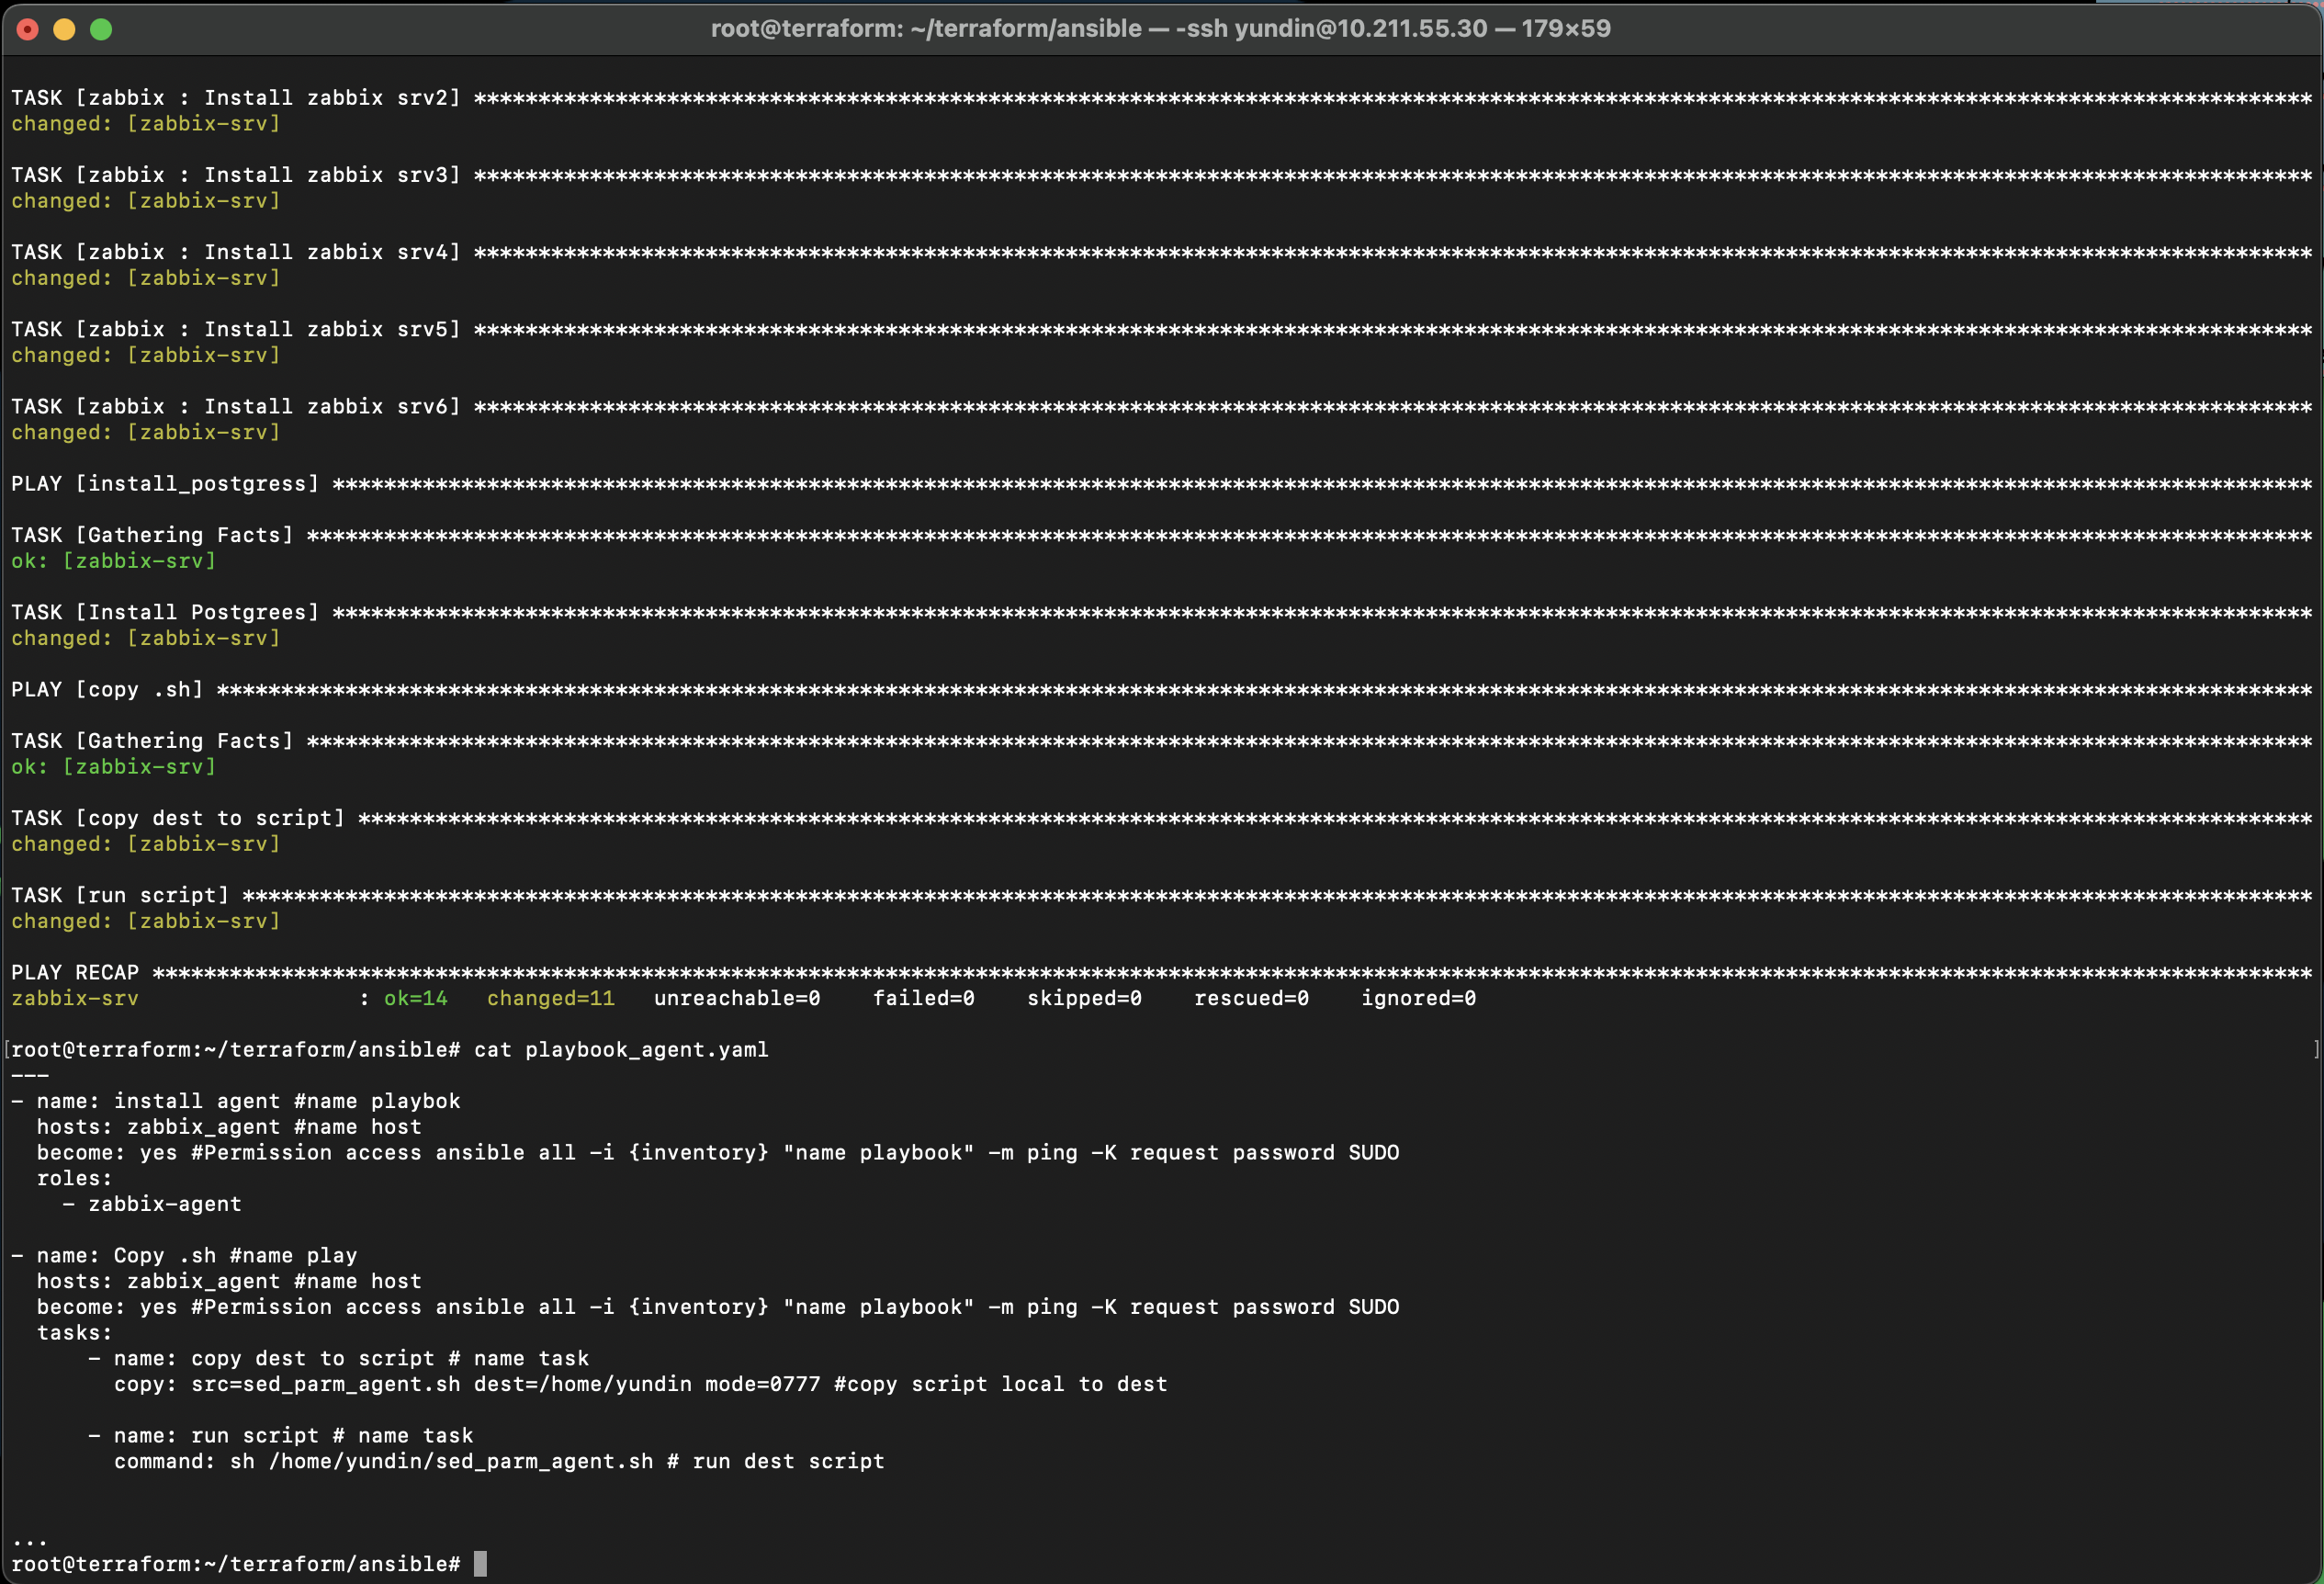 root@terraform: ~/terraform/ansible — -ssh yundin@10.211.55.30 — 179×59
TASK [zabbix : Install zabbix srv2] ***********************************************************************************************************************************************
changed: [zabbix-srv]
TASK [zabbix : Install zabbix srv3] ***********************************************************************************************************************************************
changed: [zabbix-srv]
TASK [zabbix : Install zabbix srv4] ***********************************************************************************************************************************************
changed: [zabbix-srv]
TASK [zabbix : Install zabbix srv5] ***********************************************************************************************************************************************
changed: [zabbix-srv]
TASK [zabbix : Install zabbix srv6] ***********************************************************************************************************************************************
changed: [zabbix-srv]
PLAY [install_postgress] **********************************************************************************************************************************************************
TASK [Gathering Facts] ************************************************************************************************************************************************************
ok: [zabbix-srv]
TASK [Install Postgrees] **********************************************************************************************************************************************************
changed: [zabbix-srv]
PLAY [copy .sh] *******************************************************************************************************************************************************************
TASK [Gathering Facts] ************************************************************************************************************************************************************
ok: [zabbix-srv]
TASK [copy dest to script] ********************************************************************************************************************************************************
changed: [zabbix-srv]
TASK [run script] *****************************************************************************************************************************************************************
changed: [zabbix-srv]
PLAY RECAP ************************************************************************************************************************************************************************
zabbix-srv                 : ok=14   changed=11   unreachable=0    failed=0    skipped=0    rescued=0    ignored=0
[root@terraform:~/terraform/ansible# cat playbook_agent.yaml ]
---
- name: install agent #name playbok
  hosts: zabbix_agent #name host
  become: yes #Permission access ansible all -i {inventory} "name playbook" -m ping -K request password SUDO
  roles:
    - zabbix-agent
- name: Copy .sh #name play
  hosts: zabbix_agent #name host
  become: yes #Permission access ansible all -i {inventory} "name playbook" -m ping -K request password SUDO
  tasks:
      - name: copy dest to script # name task
        copy: src=sed_parm_agent.sh dest=/home/yundin mode=0777 #copy script local to dest
      - name: run script # name task
        command: sh /home/yundin/sed_parm_agent.sh # run dest script
...
root@terraform:~/terraform/ansible#